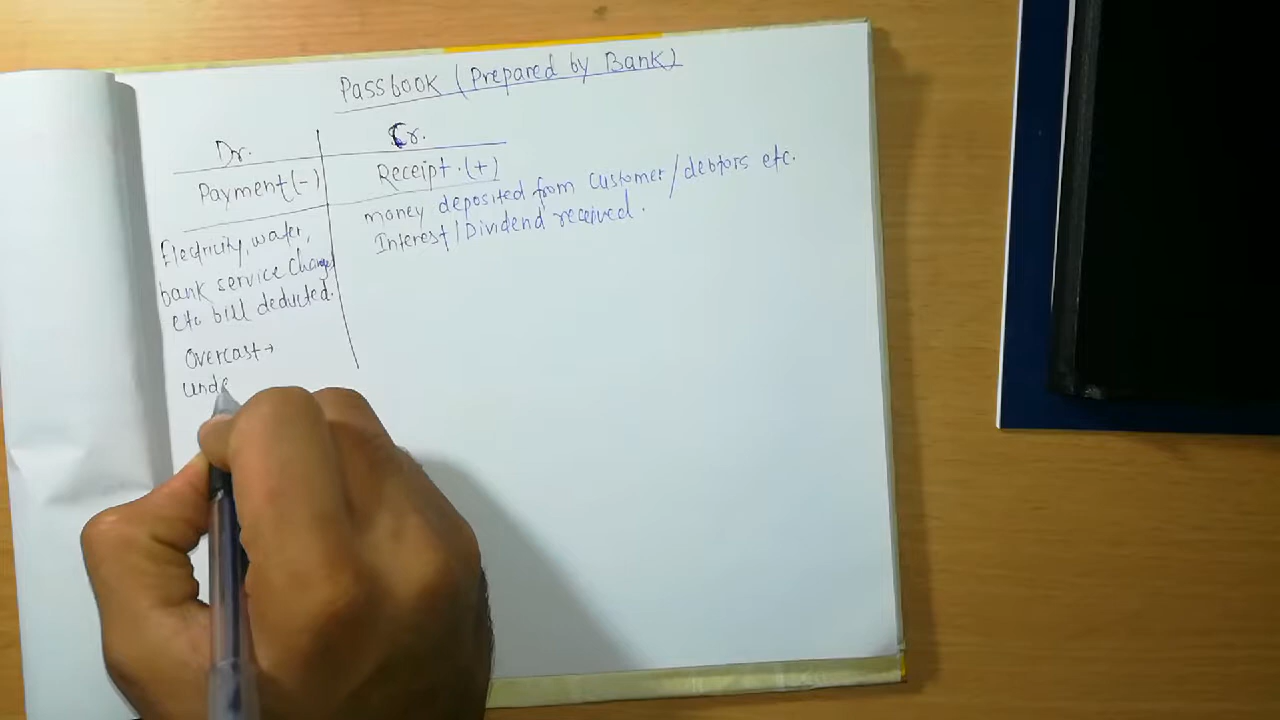 Passbook (Prepared by Bank)
Dr.
Cr.
Payment (-)
Receipt. (+)
money deposited from customer/debtors etc.
Interest/Dividend received.
Electricity, water,
bank service charge
etc bill deducted.
Overcast →
unde